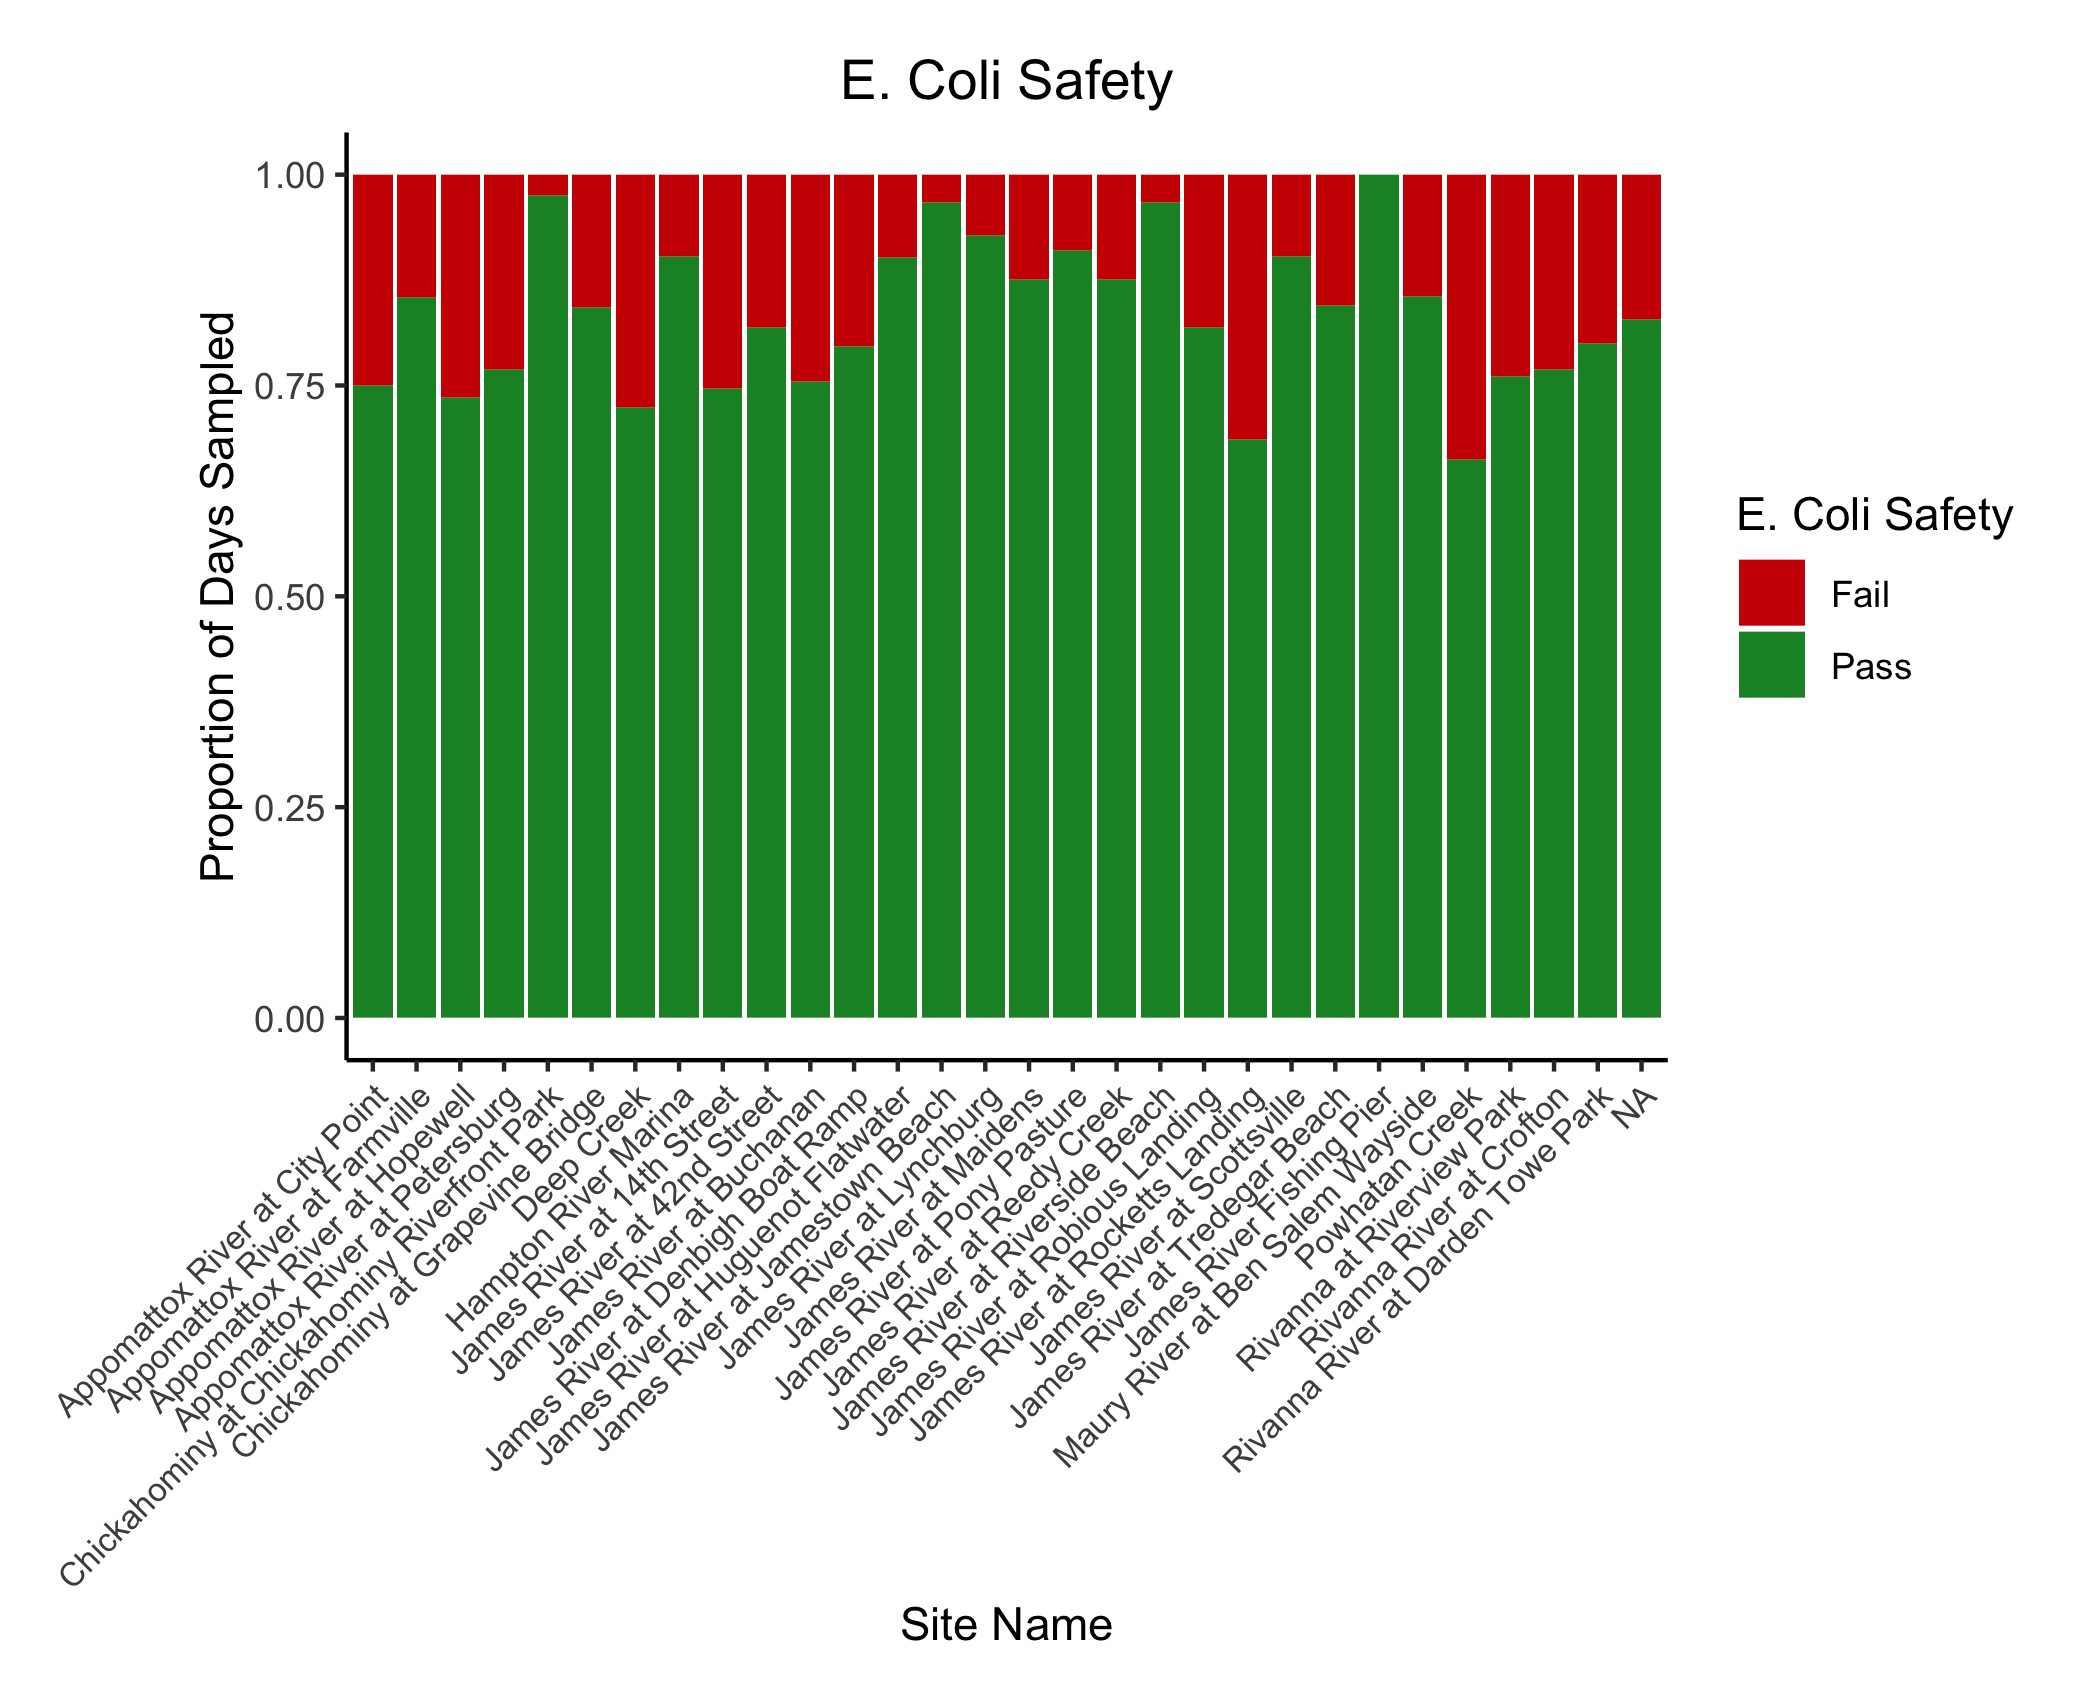 E. Coli Safety
Proportion of Days Sampled
1.00
0.75
0.50
0.25
0.00
Appomattox River at City Point
Appomattox River at Farmville
Appomattox River at Hopewell
Appomattox River at Petersburg
Chickahominy at Chickahominy Riverfront Park
Chickahominy at Grapevine Bridge
Deep Creek
Hampton River Marina
James River at 14th Street
James River at 42nd Street
James River at Buchanan
James River at Denbigh Boat Ramp
James River at Huguenot Flatwater
James River at Jamestown Beach
James River at Lynchburg
James River at Maidens
James River at Pony Pasture
James River at Reedy Creek
James River at Riverside Beach
James River at Robious Landing
James River at Rocketts Landing
James River at Scottsville
James River at Tredegar Beach
James River Fishing Pier
Maury River at Ben Salem Wayside
Powhatan Creek
Rivanna at Riverview Park
Rivanna River at Crofton
Rivanna River at Darden Towe Park
NA
Site Name
E. Coli Safety
Fail
Pass